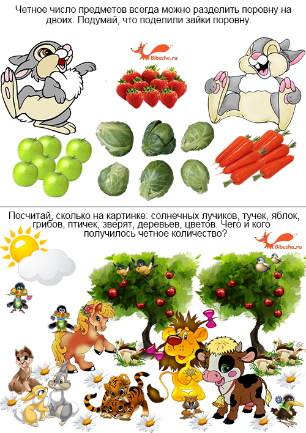 Четное число предметов всегда можно разделить поровну на
двоих. Подумай, что поделили зайки поровну.
Bibusha.ru
Посчитай, сколько на картинке: солнечных лучиков, тучек, яблок,
грибов, птичек, зверят, деревьев, цветов. Чего и кого
получилось четное количество?
Bibusha.ru